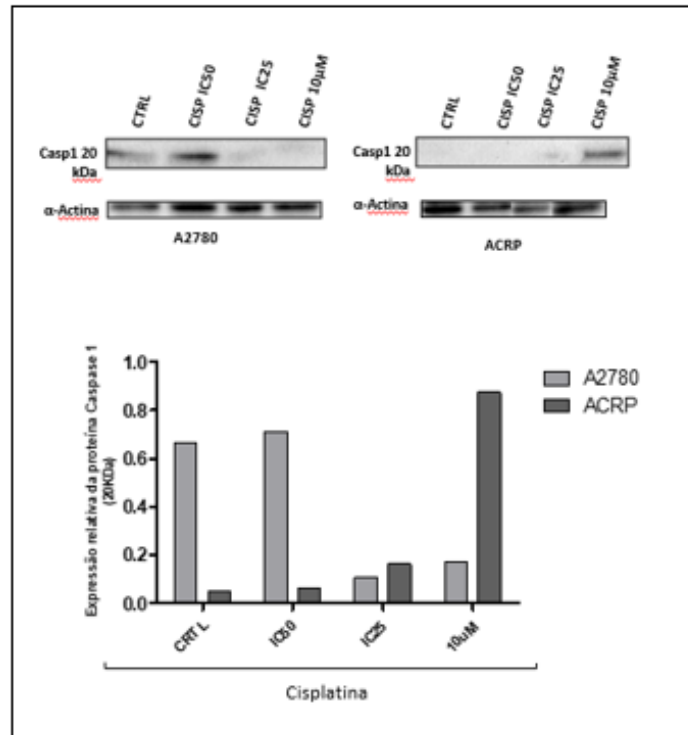 CTRL
CISP IC50
CISP IC25
CISP 10µM
CTRL
CISP IC50
CISP IC25
CISP 10µM
Casp1 20
kDa
Casp1 20
kDa
α-Actina
α-Actina
A2780
ACRP
Expressão relativa da proteína Caspase 1
(20KDa)
1.0
0.8
0.6
0.4
0.2
0.0
A2780
ACRP
CRTL
IC50
IC25
10uM
Cisplatina